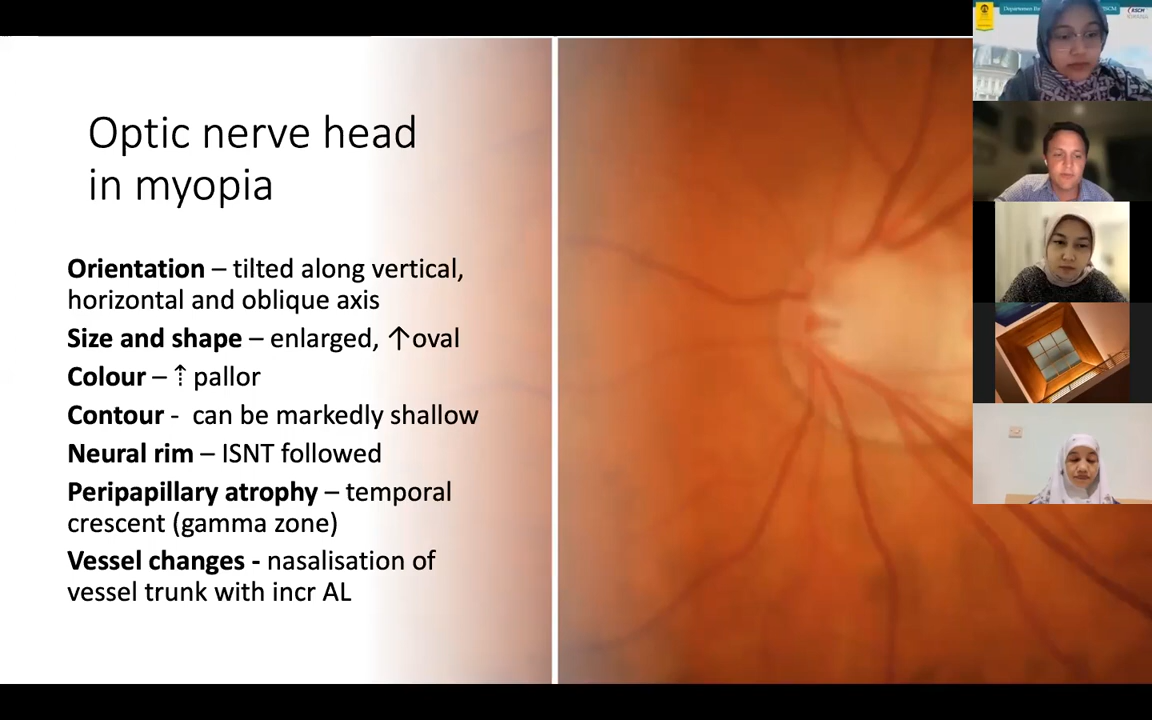 Optic nerve head
in myopia
Orientation – tilted along vertical,
horizontal and oblique axis
Size and shape – enlarged, ↑oval
Colour – ⇡ pallor
Contour - can be markedly shallow
Neural rim – ISNT followed
Peripapillary atrophy – temporal
crescent (gamma zone)
Vessel changes - nasalisation of
vessel trunk with incr AL
RSCM